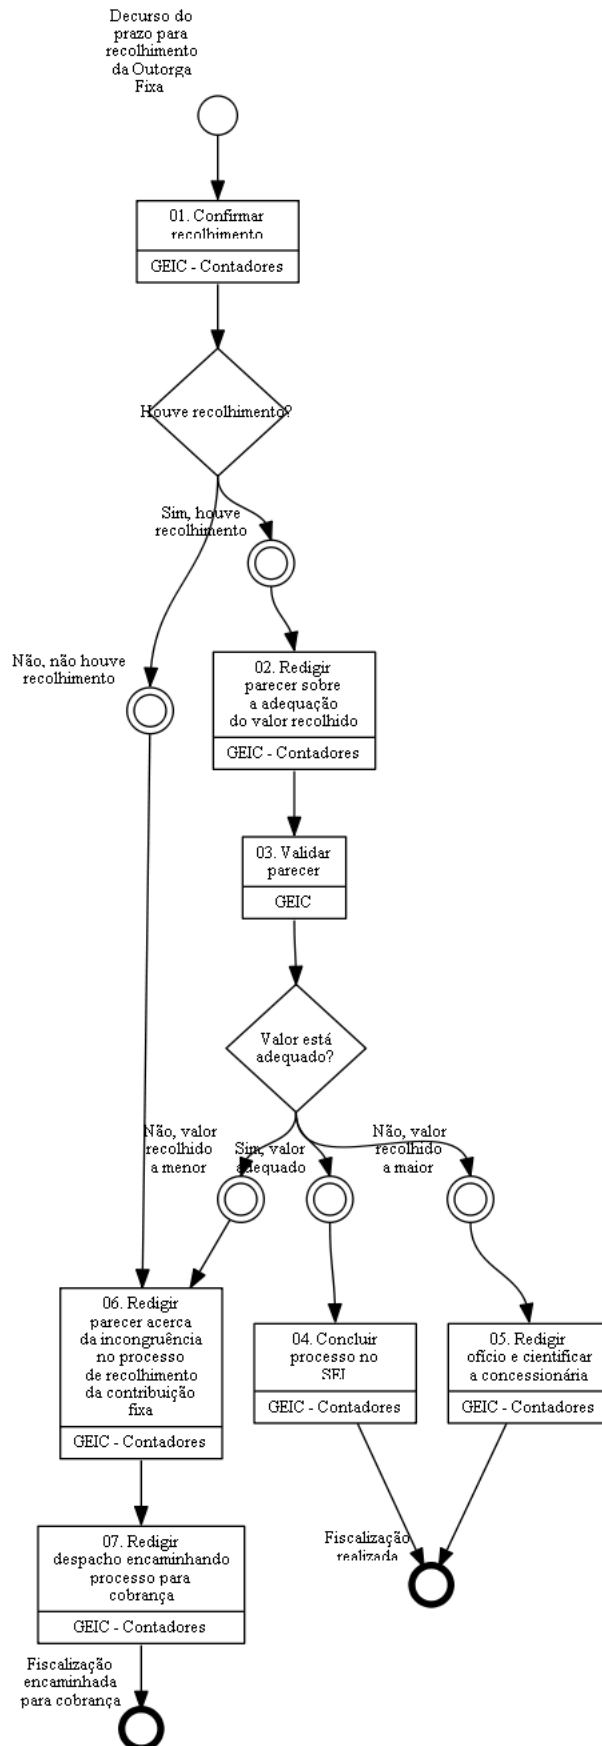 Decurso do
prazo para
recolhimento
da Outorga
Fixa
01. Confirmar
recolhimento
GEIC - Contadores
Houve recolhimento?
Sim, houve
recolhimento
Não, não houve
recolhimento
02. Redigir
parecer sobre
a adequação
do valor recolhido
GEIC - Contadores
03. Validar
parecer
GEIC
Valor está
adequado?
Não, valor
recolhido
a menor
Sim, valor
adequado
Não, valor
recolhido
a maior
06. Redigir
parecer acerca
da incongruência
no processo
de recolhimento
da contribuição
fixa
GEIC - Contadores
04. Concluir
processo no
SEI
GEIC - Contadores
05. Redigir
ofício e cientificar
a concessionária
GEIC - Contadores
07. Redigir
despacho encaminhando
processo para
cobrança
GEIC - Contadores
Fiscalização
realizada
Fiscalização
encaminhada
para cobrança